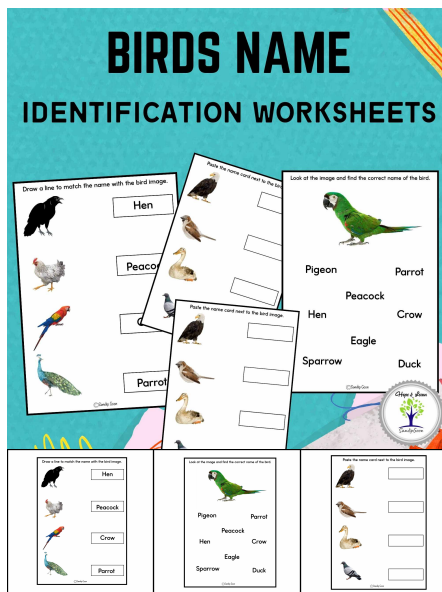 BIRDS NAME
IDENTIFICATION WORKSHEETS
Draw a line to match the name with the bird image.
Hen
Peaco
C
Parrot
Paste the name card next to the bird
Paste the name card next to the bird image.
Look at the image and find the correct name of the bird.
Pigeon
Parrot
Peacock
Hen
Crow
Eagle
Sparrow
Duck
Draw a line to match the name with the bird image.
Hen
Peacock
Crow
Parrot
Look at the image and find the correct name of the bird.
Pigeon
Parrot
Peacock
Hen
Crow
Eagle
Sparrow
Duck
Paste the name card next to the bird image.